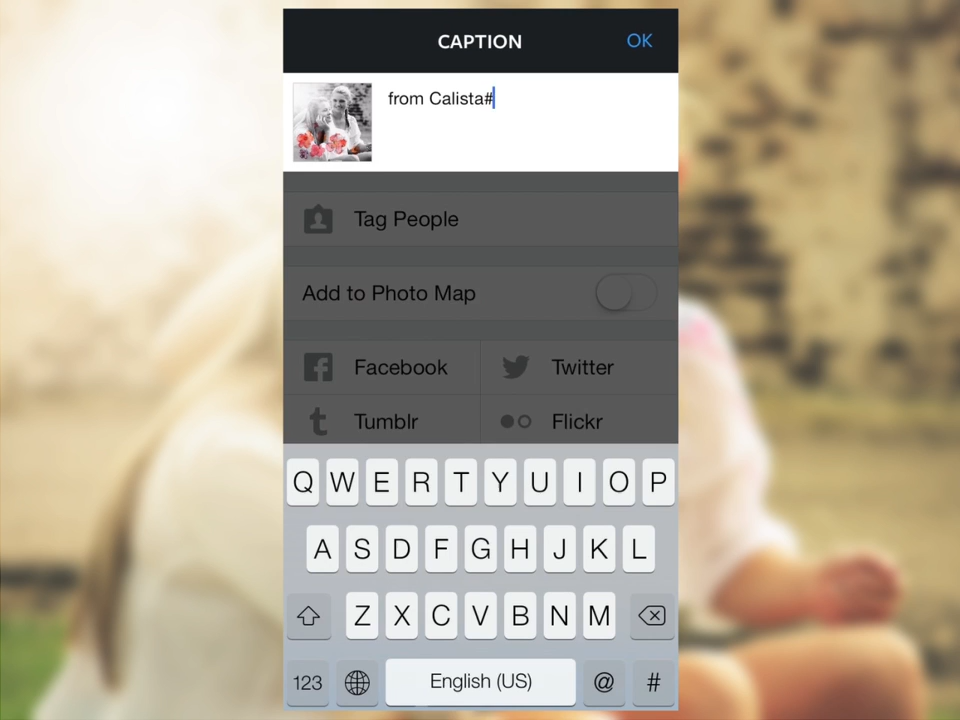 CAPTION OK
from Calista#
Tag People
Add to Photo Map
Facebook Twitter
t Tumblr Flickr
Q W E R T Y U I O P
A S D F G H J K L
Z X C V B N M
123 English (US) @ #